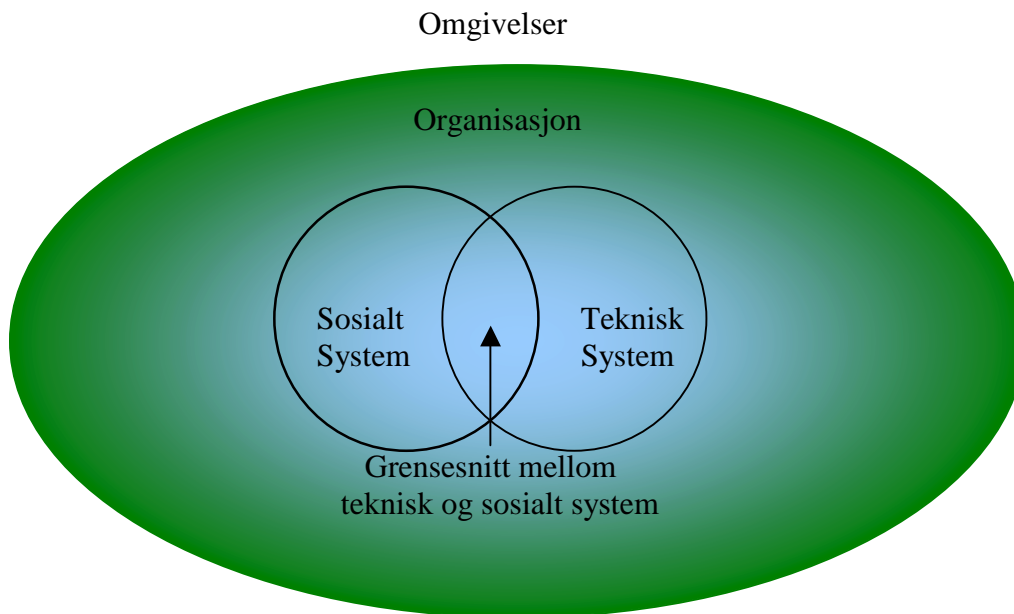 Omgivelser
Organisasjon
Sosialt
System
Teknisk
System
Grensesnitt mellom
teknisk og sosialt system